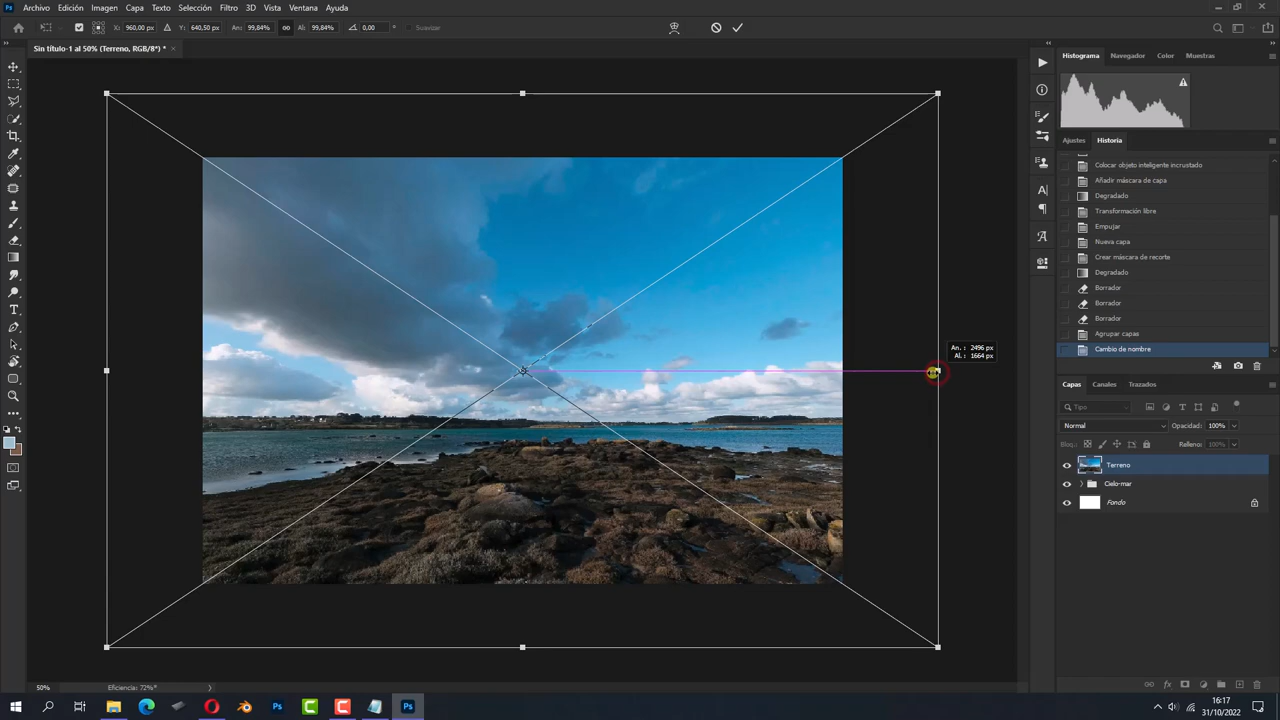 Archivo Edición Imagen Capa Texto Selección Filtro 3D Vista Ventana Ayuda
X: 960,00 px Y: 640,50 px An: 99,84% Al: 99,84% 0,00 ° Suavizar
Sin título-1 al 50% (Terreno, RGB/8*) * ×
Histograma Navegador Color Muestras
Ajustes Historia
Colocar objeto inteligente incrustado
Añadir máscara de capa
Degradado
Transformación libre
Empujar
Nueva capa
Crear máscara de recorte
Degradado
Borrador
Borrador
Borrador
Agrupar capas
Cambio de nombre
An. : 2496 px
Al. : 1664 px
Capas Canales Trazados
Tipo
Normal Opacidad: 100%
Bloq.: Relleno: 100%
Terreno
Cielo-mar
Fondo
50% Eficiencia: 72%*
16:17
31/10/2022